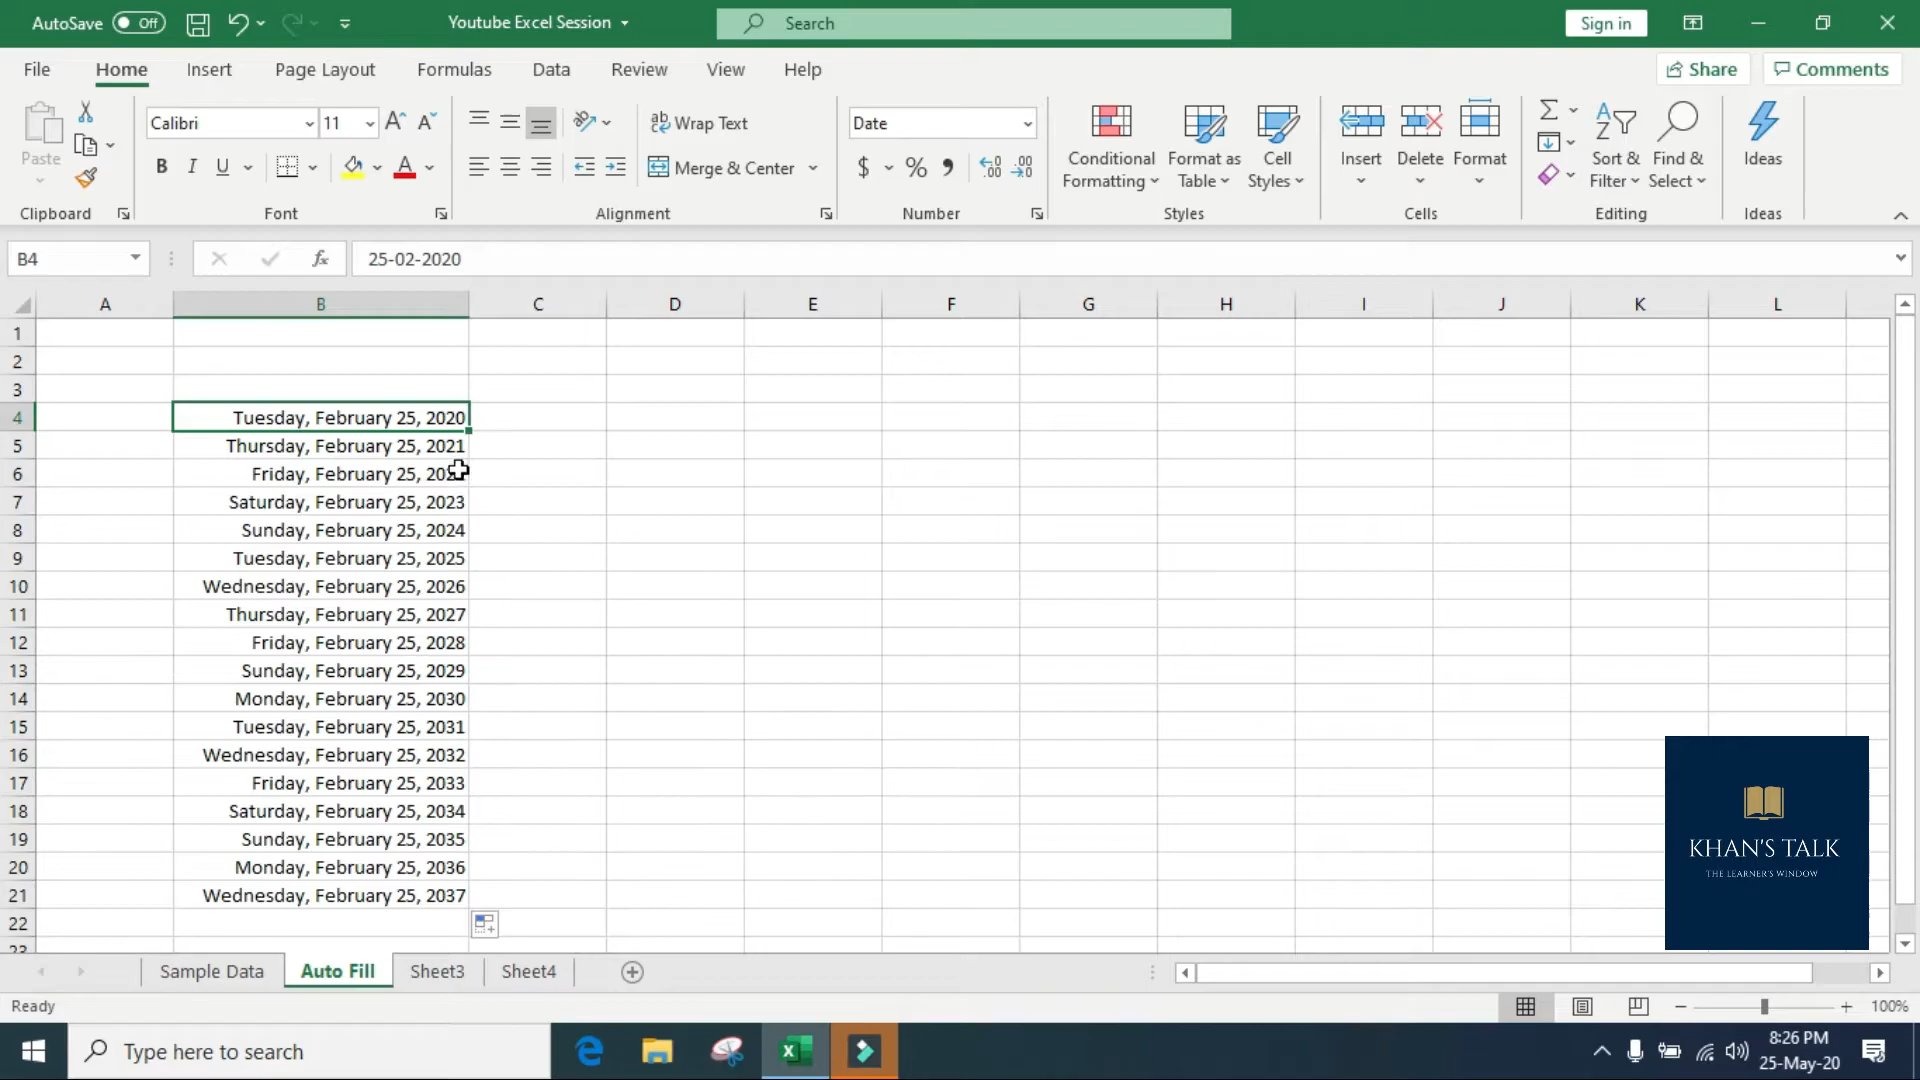 AutoSave Off Youtube Excel Session Search Sign in
File Home Insert Page Layout Formulas Data Review View Help Share Comments
Paste Calibri 11 B I U A Wrap Text Merge & Center Date $ % Conditional Formatting Format as Table Cell Styles Insert Delete Format Sort & Filter Find & Select Ideas
Clipboard Font Alignment Number Styles Cells Editing Ideas
B4 fx 25-02-2020
A B C D E F G H I J K L
1
2
3
4 Tuesday, February 25, 2020
5 Thursday, February 25, 2021
6 Friday, February 25,
7 Saturday, February 25, 2023
8 Sunday, February 25, 2024
9 Tuesday, February 25, 2025
10 Wednesday, February 25, 2026
11 Thursday, February 25, 2027
12 Friday, February 25, 2028
13 Sunday, February 25, 2029
14 Monday, February 25, 2030
15 Tuesday, February 25, 2031
16 Wednesday, February 25, 2032
17 Friday, February 25, 2033
18 Saturday, February 25, 2034
19 Sunday, February 25, 2035
20 Monday, February 25, 2036
21 Wednesday, February 25, 2037
22
23
KHAN'S TALK
THE LEARNER'S WINDOW
Sample Data Auto Fill Sheet3 Sheet4
Ready 100%
Type here to search 8:26 PM
25-May-20